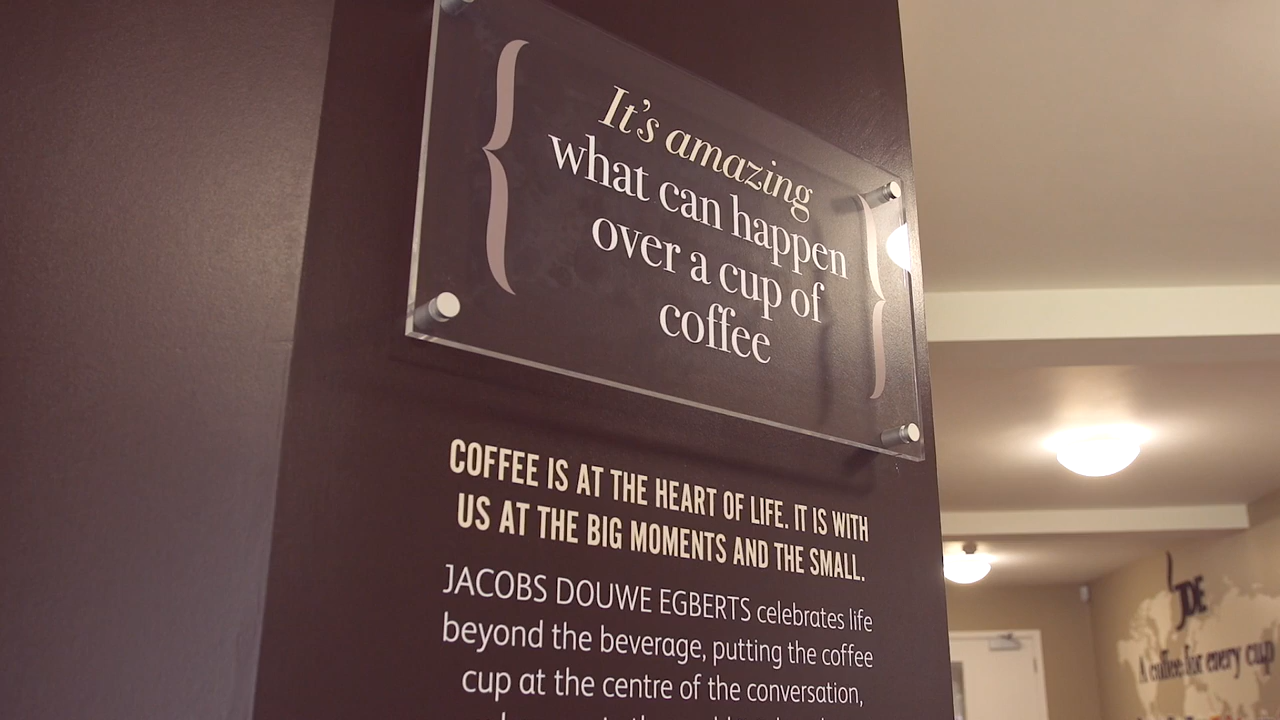 It's amazing
what can happen
over a cup of
coffee
COFFEE IS AT THE HEART OF LIFE. IT IS WITH
US AT THE BIG MOMENTS AND THE SMALL.
JACOBS DOUWE EGBERTS celebrates life
beyond the beverage, putting the coffee
cup at the centre of the conversation,
JDE
A coffee for every cup